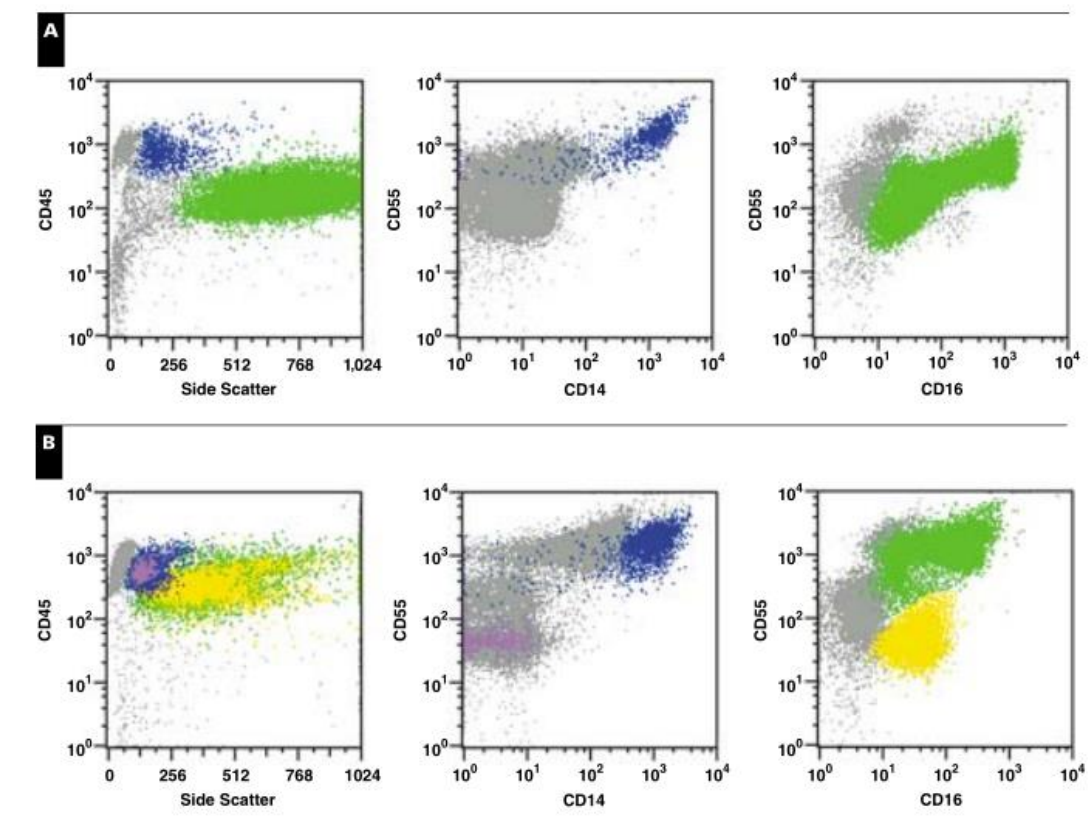 A
10⁴ 10³ 10² 10¹ 10⁰
CD45
0 256 512 768 1,024
Side Scatter
10⁴ 10³ 10² 10¹ 10⁰
CD55
10⁰ 10¹ 10² 10³ 10⁴
CD14
10⁴ 10³ 10² 10¹ 10⁰
CD55
10⁰ 10¹ 10² 10³ 10⁴
CD16
B
10⁴ 10³ 10² 10¹ 10⁰
CD45
0 256 512 768 1024
Side Scatter
10⁴ 10³ 10² 10¹ 10⁰
CD55
10⁰ 10¹ 10² 10³ 10⁴
CD14
10⁴ 10³ 10² 10¹ 10⁰
CD55
10⁰ 10¹ 10² 10³ 10⁴
CD16